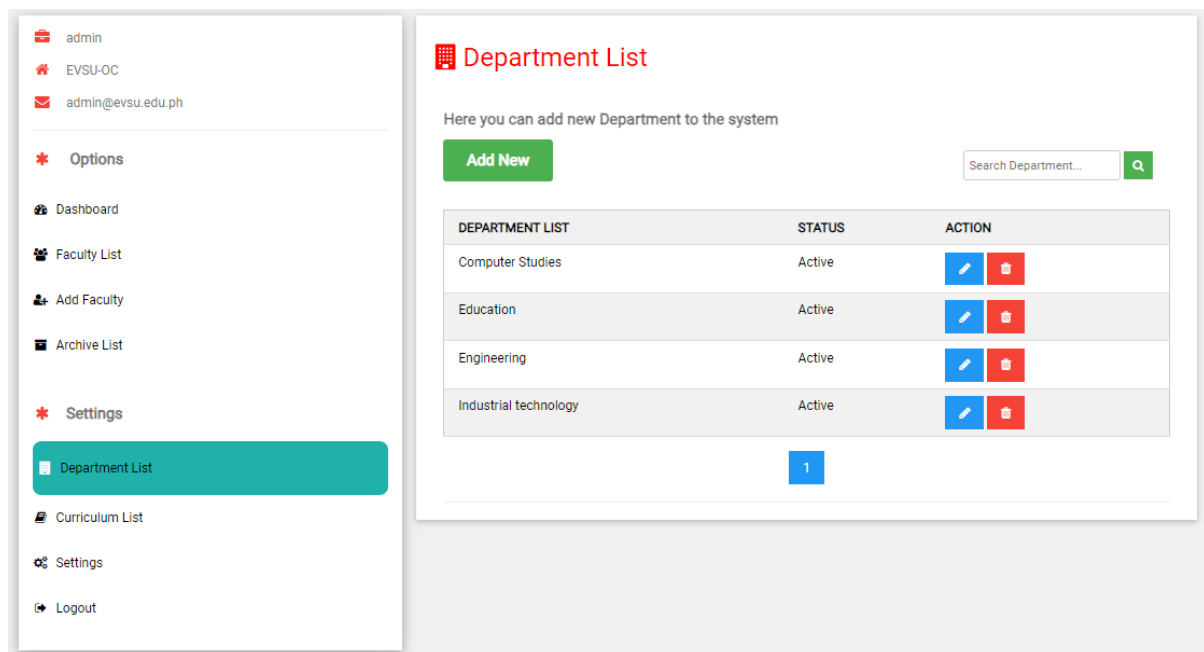 admin
EVSU-OC
admin@evsu.edu.ph
Options
Dashboard
Faculty List
Add Faculty
Archive List
Settings
Department List
Curriculum List
Settings
Logout
Department List
Here you can add new Department to the system
Add New
Search Department...
DEPARTMENT LIST STATUS ACTION
Computer Studies Active
Education Active
Engineering Active
Industrial technology Active
1